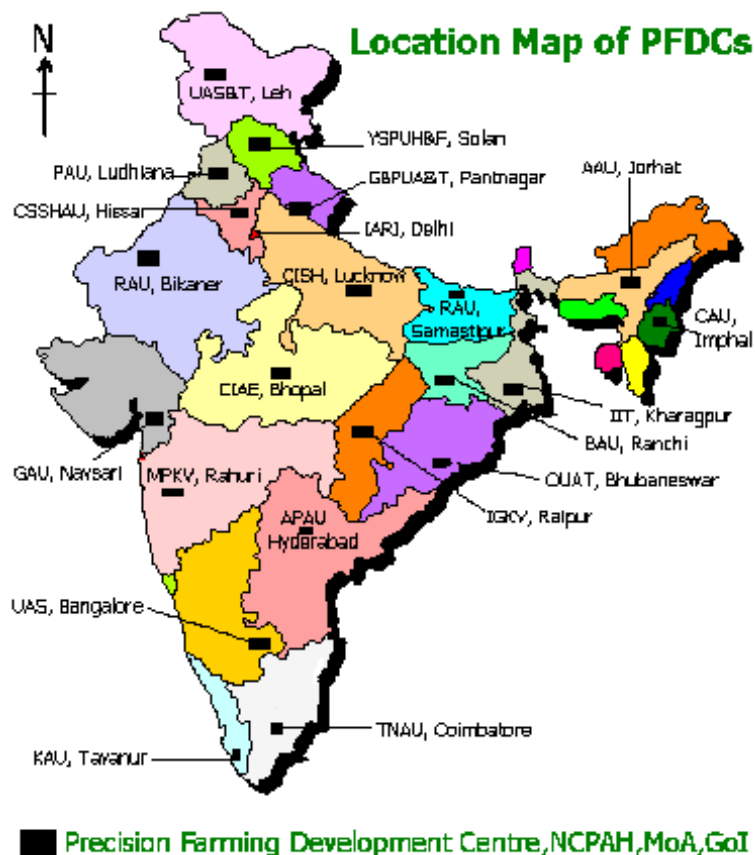 N
Location Map of PFDCs
UAS&T, Leh
YSPUH&F, Solan
PAU, Ludhiana
GBPUA&T, Pantnagar
AAU, Jorhat
CSSHAU, Hissar
IARI, Delhi
CISH, Lucknow
RAU, Bikaner
RAU,
Samastipur
CAU,
Imphal
CIAE, Bhopal
IIT, Kharagpur
BAU, Ranchi
GAU, Navsari
MPKV, Rahuri
OUAT, Bhubaneswar
IGKV, Raipur
APAU
Hyderabad
UAS, Bangalore
TNAU, Coimbatore
KAU, Tavanur
Precision Farming Development Centre,NCPAH,MoA,GoI